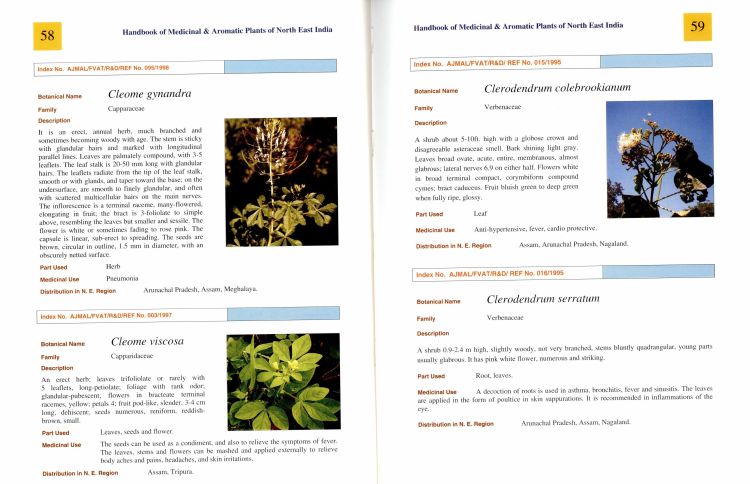 58
Handbook of Medicinal & Aromatic Plants of North East India
Index No. AJMAL/FVAT/R&D/REF No. 095/1998
Botanical Name Cleome gynandra
Family Capparaceae
Description
It is an erect, annual herb, much branched and
sometimes becoming woody with age. The stem is sticky
with glandular hairs and marked with longitudinal
parallel lines. Leaves are palmately compound, with 3-5
leaflets. The leaf stalk is 20-50 mm long with glandular
hairs. The leaflets radiate from the tip of the leaf stalk,
smooth or with glands, and taper toward the base; on the
undersurface, are smooth to finely glandular, and often
with scattered multicellular hairs on the main nerves.
The inflorescence is a terminal raceme, many-flowered,
elongating in fruit; the bract is 3-foliolate to simple
above, resembling the leaves but smaller and sessile. The
flower is white or sometimes fading to rose pink. The
capsule is linear, sub-erect to spreading. The seeds are
brown, circular in outline, 1.5 mm in diameter, with an
obscurely netted surface.
Part Used Herb
Medicinal Use Pneumonia
Distribution in N. E. Region Arunachal Pradesh, Assam, Meghalaya.
Index No. AJMAL/FVAT/R&D/REF No. 003/1997
Botanical Name Cleome viscosa
Family Capparidaceae
Description
An erect herb; leaves trifoliolate or rarely with
5 leaflets, long-petiolate; foliage with rank odor;
glandular-pubescent; flowers in bracteate terminal
racemes, yellow; petals 4; fruit pod-like, slender, 3-4 cm
long, dehiscent; seeds numerous, reniform, reddish-
brown, small.
Part Used Leaves, seeds and flower.
Medicinal Use The seeds can be used as a condiment, and also to relieve the symptoms of fever.
The leaves, stems and flowers can be mashed and applied externally to relieve
body aches and pains, headaches, and skin irritations.
Distribution in N. E. Region Assam, Tripura.
Handbook of Medicinal & Aromatic Plants of North East India
59
Index No. AJMAL/FVAT/R&D/ REF No. 015/1995
Botanical Name Clerodendrum colebrookianum
Family Verbenaceae
Description
A shrub about 5-10ft. high with a globose crown and
disagreeable asteraceae smell. Bark shining light gray.
Leaves broad ovate, acute, entire, membranous, almost
glabrous; lateral nerves 6.9 on either half. Flowers white
in broad terminal compact, corymbiform compound
cymes; bract caducens. Fruit bluish green to deep green
when fully ripe, glossy.
Part Used Leaf
Medicinal Use Anti-hypertensive, fever, cardio protective.
Distribution in N. E. Region Assam, Arunachal Pradesh, Nagaland.
Index No. AJMAL/FVAT/R&D/ REF No. 016/1995
Botanical Name Clerodendrum serratum
Family Verbenaceae
Description
A shrub 0.9-2.4 m high, slightly woody, not very branched, stems bluntly quadrangular, young parts
usually glabrous. It has pink white flower, numerous and striking.
Part Used Root, leaves.
Medicinal Use A decoction of roots is used in asthma, bronchitis, fever and sinusitis. The leaves
are applied in the form of poultice in skin suppurations. It is recommended in inflammations of the
eye.
Distribution in N. E. Region Arunachal Pradesh, Assam, Nagaland.